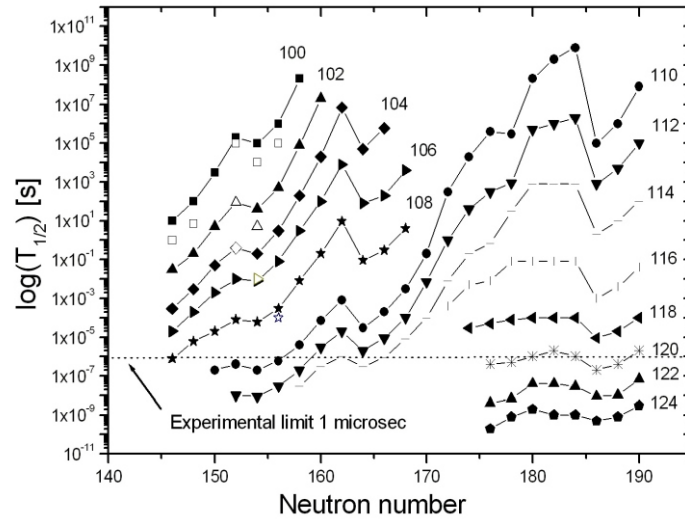 log(T1/2) [s]
1x10^11
1x10^9
1x10^7
1x10^5
1x10^3
1x10^1
1x10^-1
1x10^-3
1x10^-5
1x10^-7
1x10^-9
10^-11
100
102
104
106
108
110
112
114
116
118
120
122
124
Experimental limit 1 microsec
140 150 160 170 180 190
Neutron number